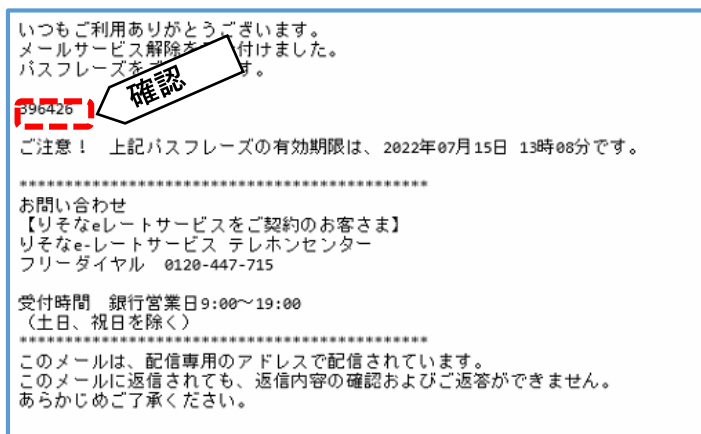 いつもご利用ありがとうございます。
メールサービス解除を 付けました。
パスフレーズを す。
確認
396426
ご注意！　上記パスフレーズの有効期限は、2022年07月15日 13時08分です。
*********************************************
お問い合わせ
【りそなeレートサービスをご契約のお客さま】
りそなe-レートサービス テレホンセンター
フリーダイヤル　0120-447-715
受付時間　銀行営業日9:00～19:00
（土日、祝日を除く）
*********************************************
このメールは、配信専用のアドレスで配信されています。
このメールに返信されても、返信内容の確認およびご返答ができません。
あらかじめご了承ください。